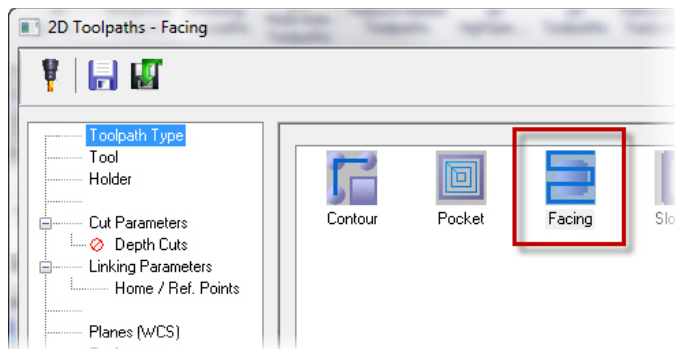 2D Toolpaths - Facing
Toolpath Type
Tool
Holder
Cut Parameters
Depth Cuts
Linking Parameters
Home / Ref. Points
Planes (WCS)
Contour
Pocket
Facing